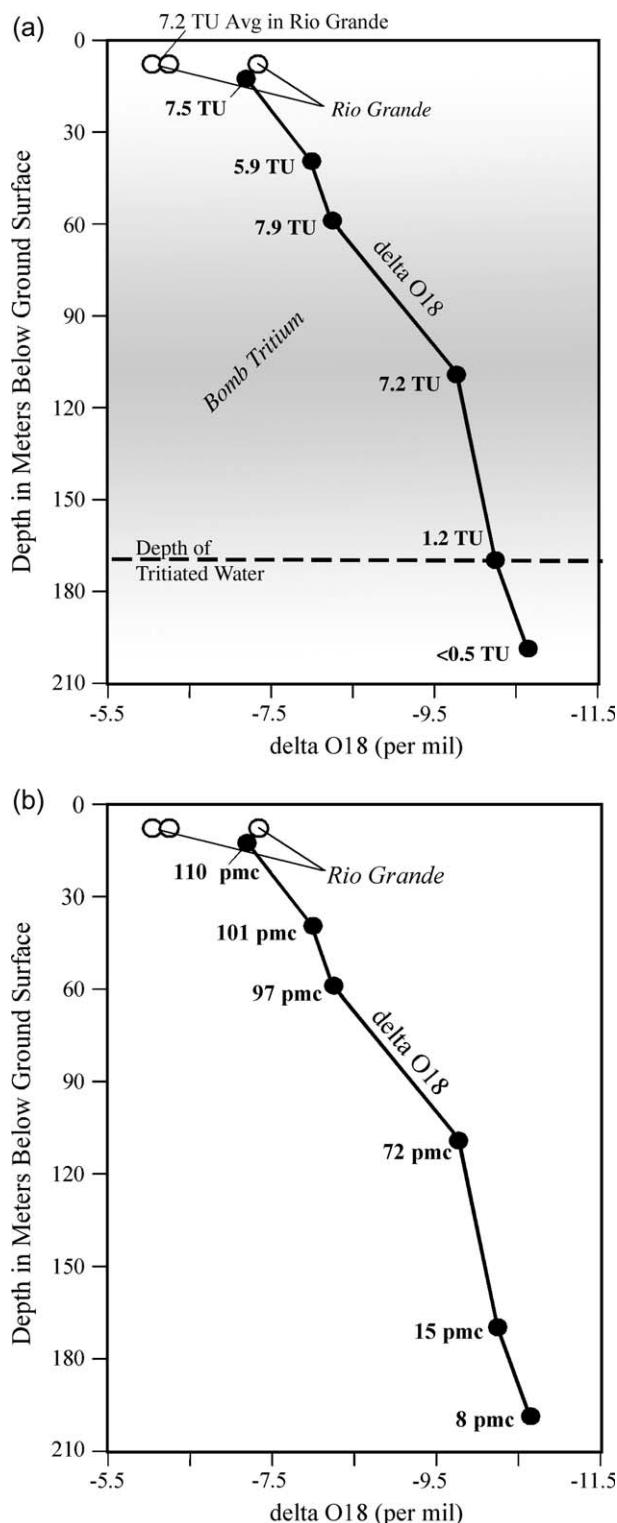 (a)
7.2 TU Avg in Rio Grande
0
30
60
90
120
150
180
210
Depth in Meters Below Ground Surface
Rio Grande
7.5 TU
5.9 TU
7.9 TU
delta O18
Bomb Tritium
7.2 TU
1.2 TU
Depth of
Tritiated Water
<0.5 TU
-5.5 -7.5 -9.5 -11.5
delta O18 (per mil)
(b)
0
30
60
90
120
150
180
210
Depth in Meters Below Ground Surface
Rio Grande
110 pmc
101 pmc
97 pmc
delta O18
72 pmc
15 pmc
8 pmc
-5.5 -7.5 -9.5 -11.5
delta O18 (per mil)